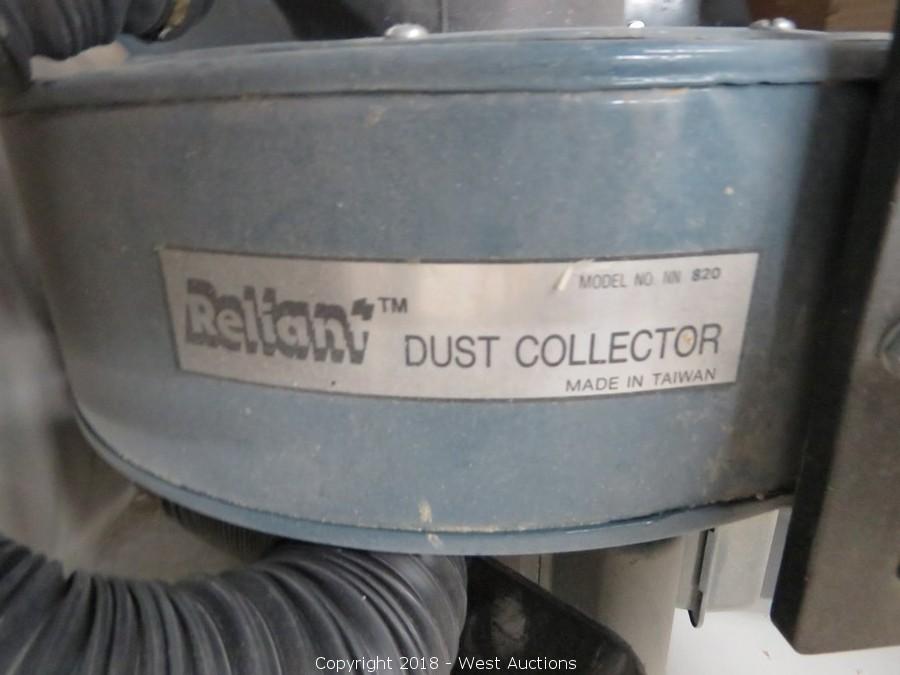 MODEL NO. NN 820
Reliant™
DUST COLLECTOR
MADE IN TAIWAN
Copyright 2018 - West Auctions